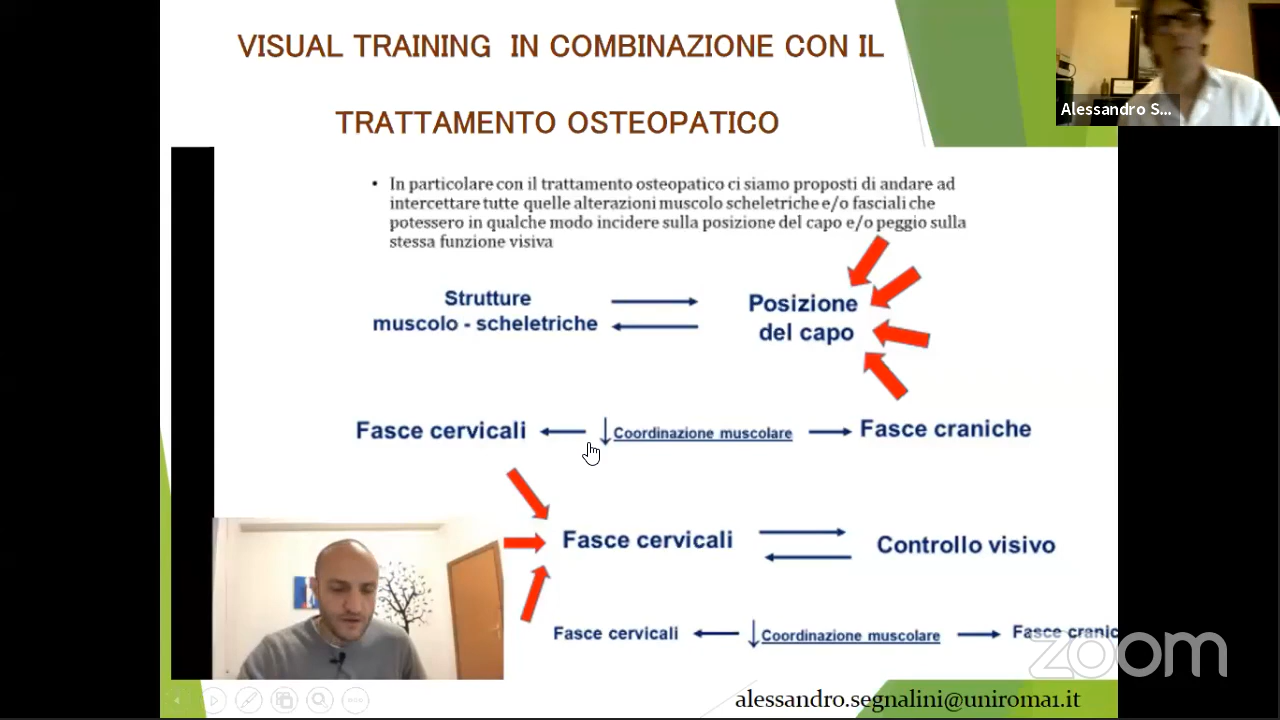 VISUAL TRAINING IN COMBINAZIONE CON IL
TRATTAMENTO OSTEOPATICO
Alessandro S...
• In particolare con il trattamento osteopatico ci siamo proposti di andare ad
intercettare tutte quelle alterazioni muscolo scheletriche e/o fasciali che
potessero in qualche modo incidere sulla posizione del capo e/o peggio sulla
stessa funzione visiva
Strutture
muscolo - scheletriche
Posizione
del capo
Fasce cervicali
Coordinazione muscolare
Fasce craniche
Fasce cervicali
Controllo visivo
Fasce cervicali
Coordinazione muscolare
Fasce cranic
zoom
alessandro.segnalini@uniroma1.it